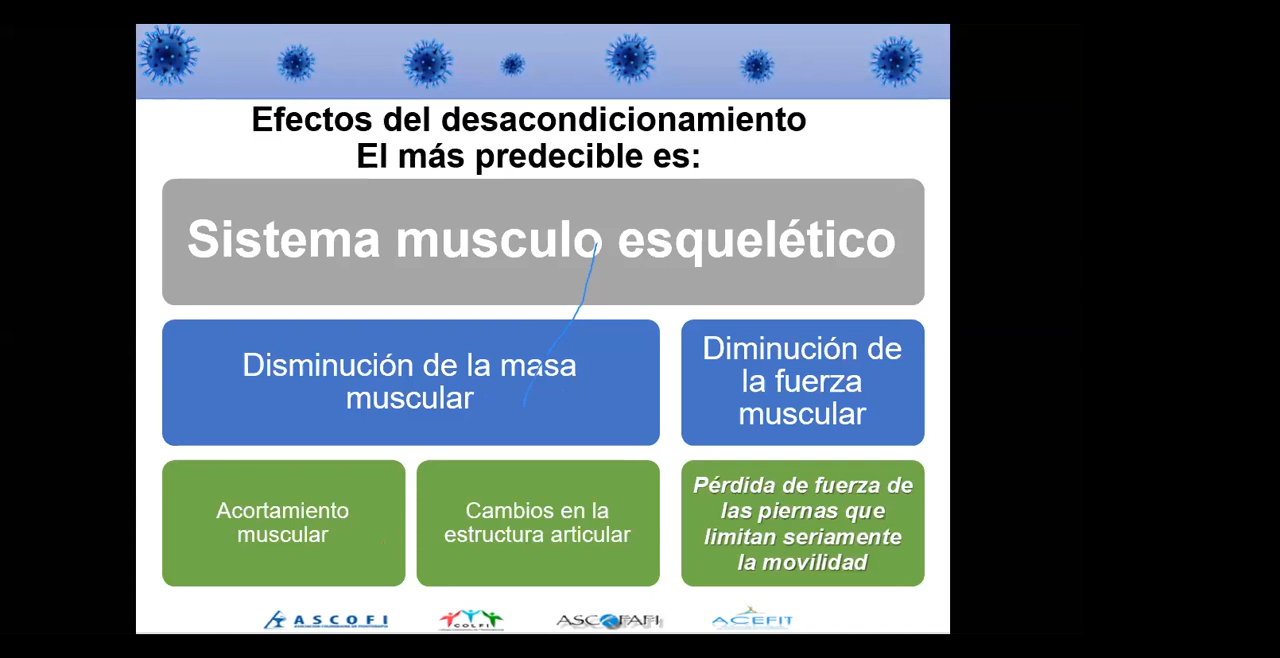 Efectos del desacondicionamiento
El más predecible es:
Sistema musculo esquelético
Disminución de la masa
muscular
Diminución de
la fuerza
muscular
Acortamiento
muscular
Cambios en la
estructura articular
Pérdida de fuerza de
las piernas que
limitan seriamente
la movilidad
ASCOFI
COLFI
ASCOFAFI
ACEFIT